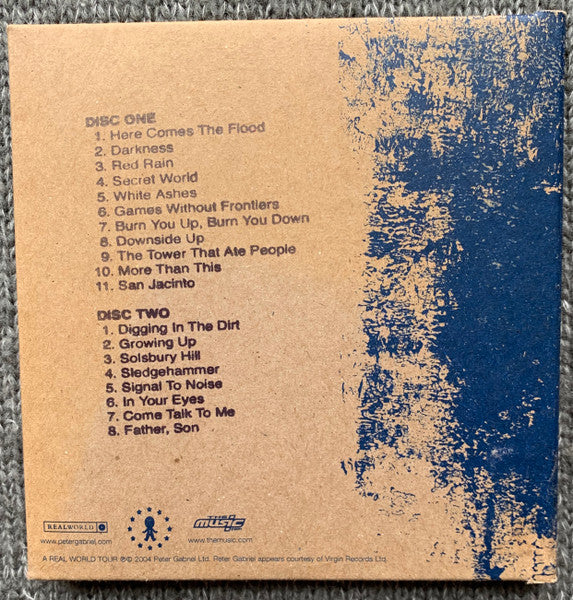 DISC ONE
1. Here Comes The Flood
2. Darkness
3. Red Rain
4. Secret World
5. White Ashes
6. Games Without Frontiers
7. Burn You Up, Burn You Down
8. Downside Up
9. The Tower That Ate People
10. More Than This
11. San Jacinto
DISC TWO
1. Digging In The Dirt
2. Growing Up
3. Solsbury Hill
4. Sledgehammer
5. Signal To Noise
6. In Your Eyes
7. Come Talk To Me
8. Father, Son
REALWORLD
THE MUSIC
www.petergabriel.com
www.themusic.com
A REAL WORLD TOUR ℗© 2004 Peter Gabriel Ltd. Peter Gabriel appears courtesy of Virgin Records Ltd.